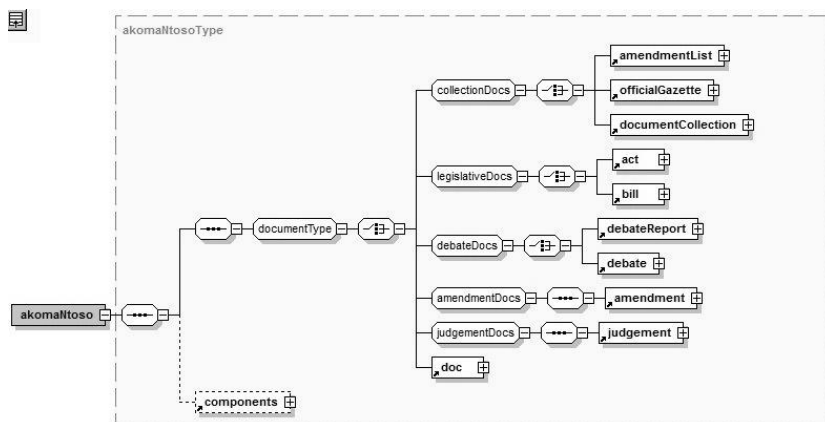 akomaNtosoType
amendmentList
collectionDocs
officialGazette
documentCollection
act
legislativeDocs
bill
debateReport
documentType
debateDocs
debate
amendmentDocs
amendment
akomaNtoso
judgementDocs
judgement
doc
components